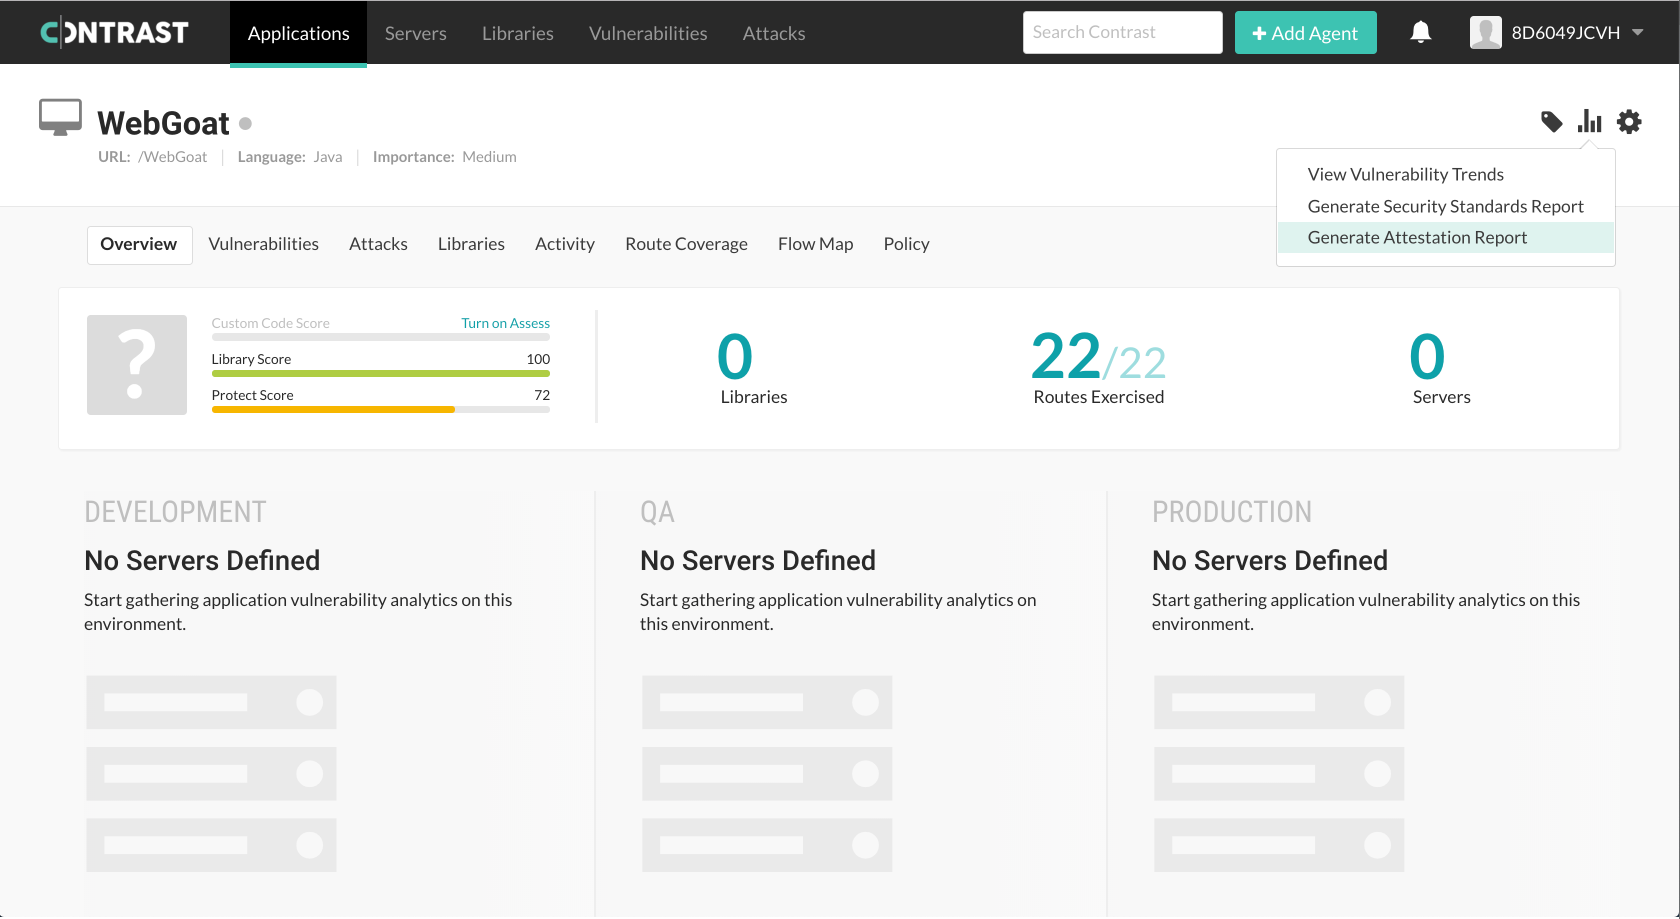 CONTRAST
Applications
Servers
Libraries
Vulnerabilities
Attacks
Search Contrast
+ Add Agent
8D6049JCVH
WebGoat
URL: /WebGoat
Language: Java
Importance: Medium
View Vulnerability Trends
Generate Security Standards Report
Generate Attestation Report
Overview
Vulnerabilities
Attacks
Libraries
Activity
Route Coverage
Flow Map
Policy
?
Custom Code Score
Turn on Assess
Library Score
100
Protect Score
72
0
Libraries
22/22
Routes Exercised
0
Servers
DEVELOPMENT
No Servers Defined
Start gathering application vulnerability analytics on this
environment.
QA
No Servers Defined
Start gathering application vulnerability analytics on
this environment.
PRODUCTION
No Servers Defined
Start gathering application vulnerability analytics on this
environment.